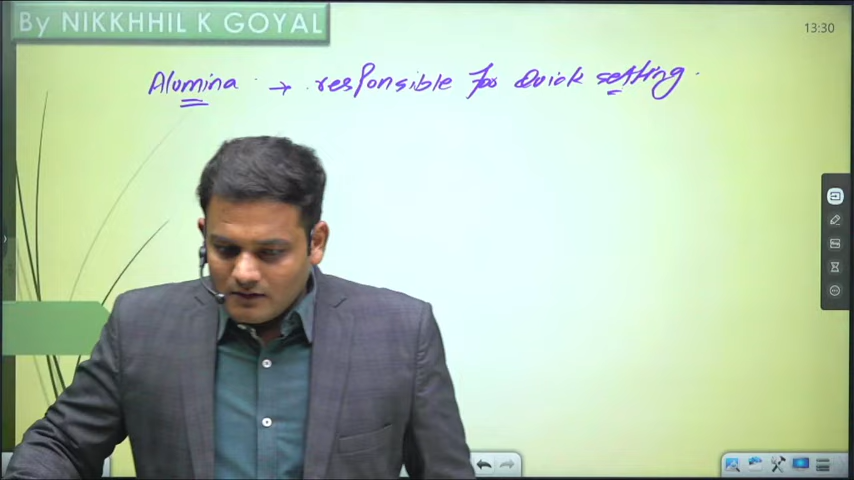 By NIKKHHIL K GOYAL
13:30
Alumina → responsible for Quick setting.